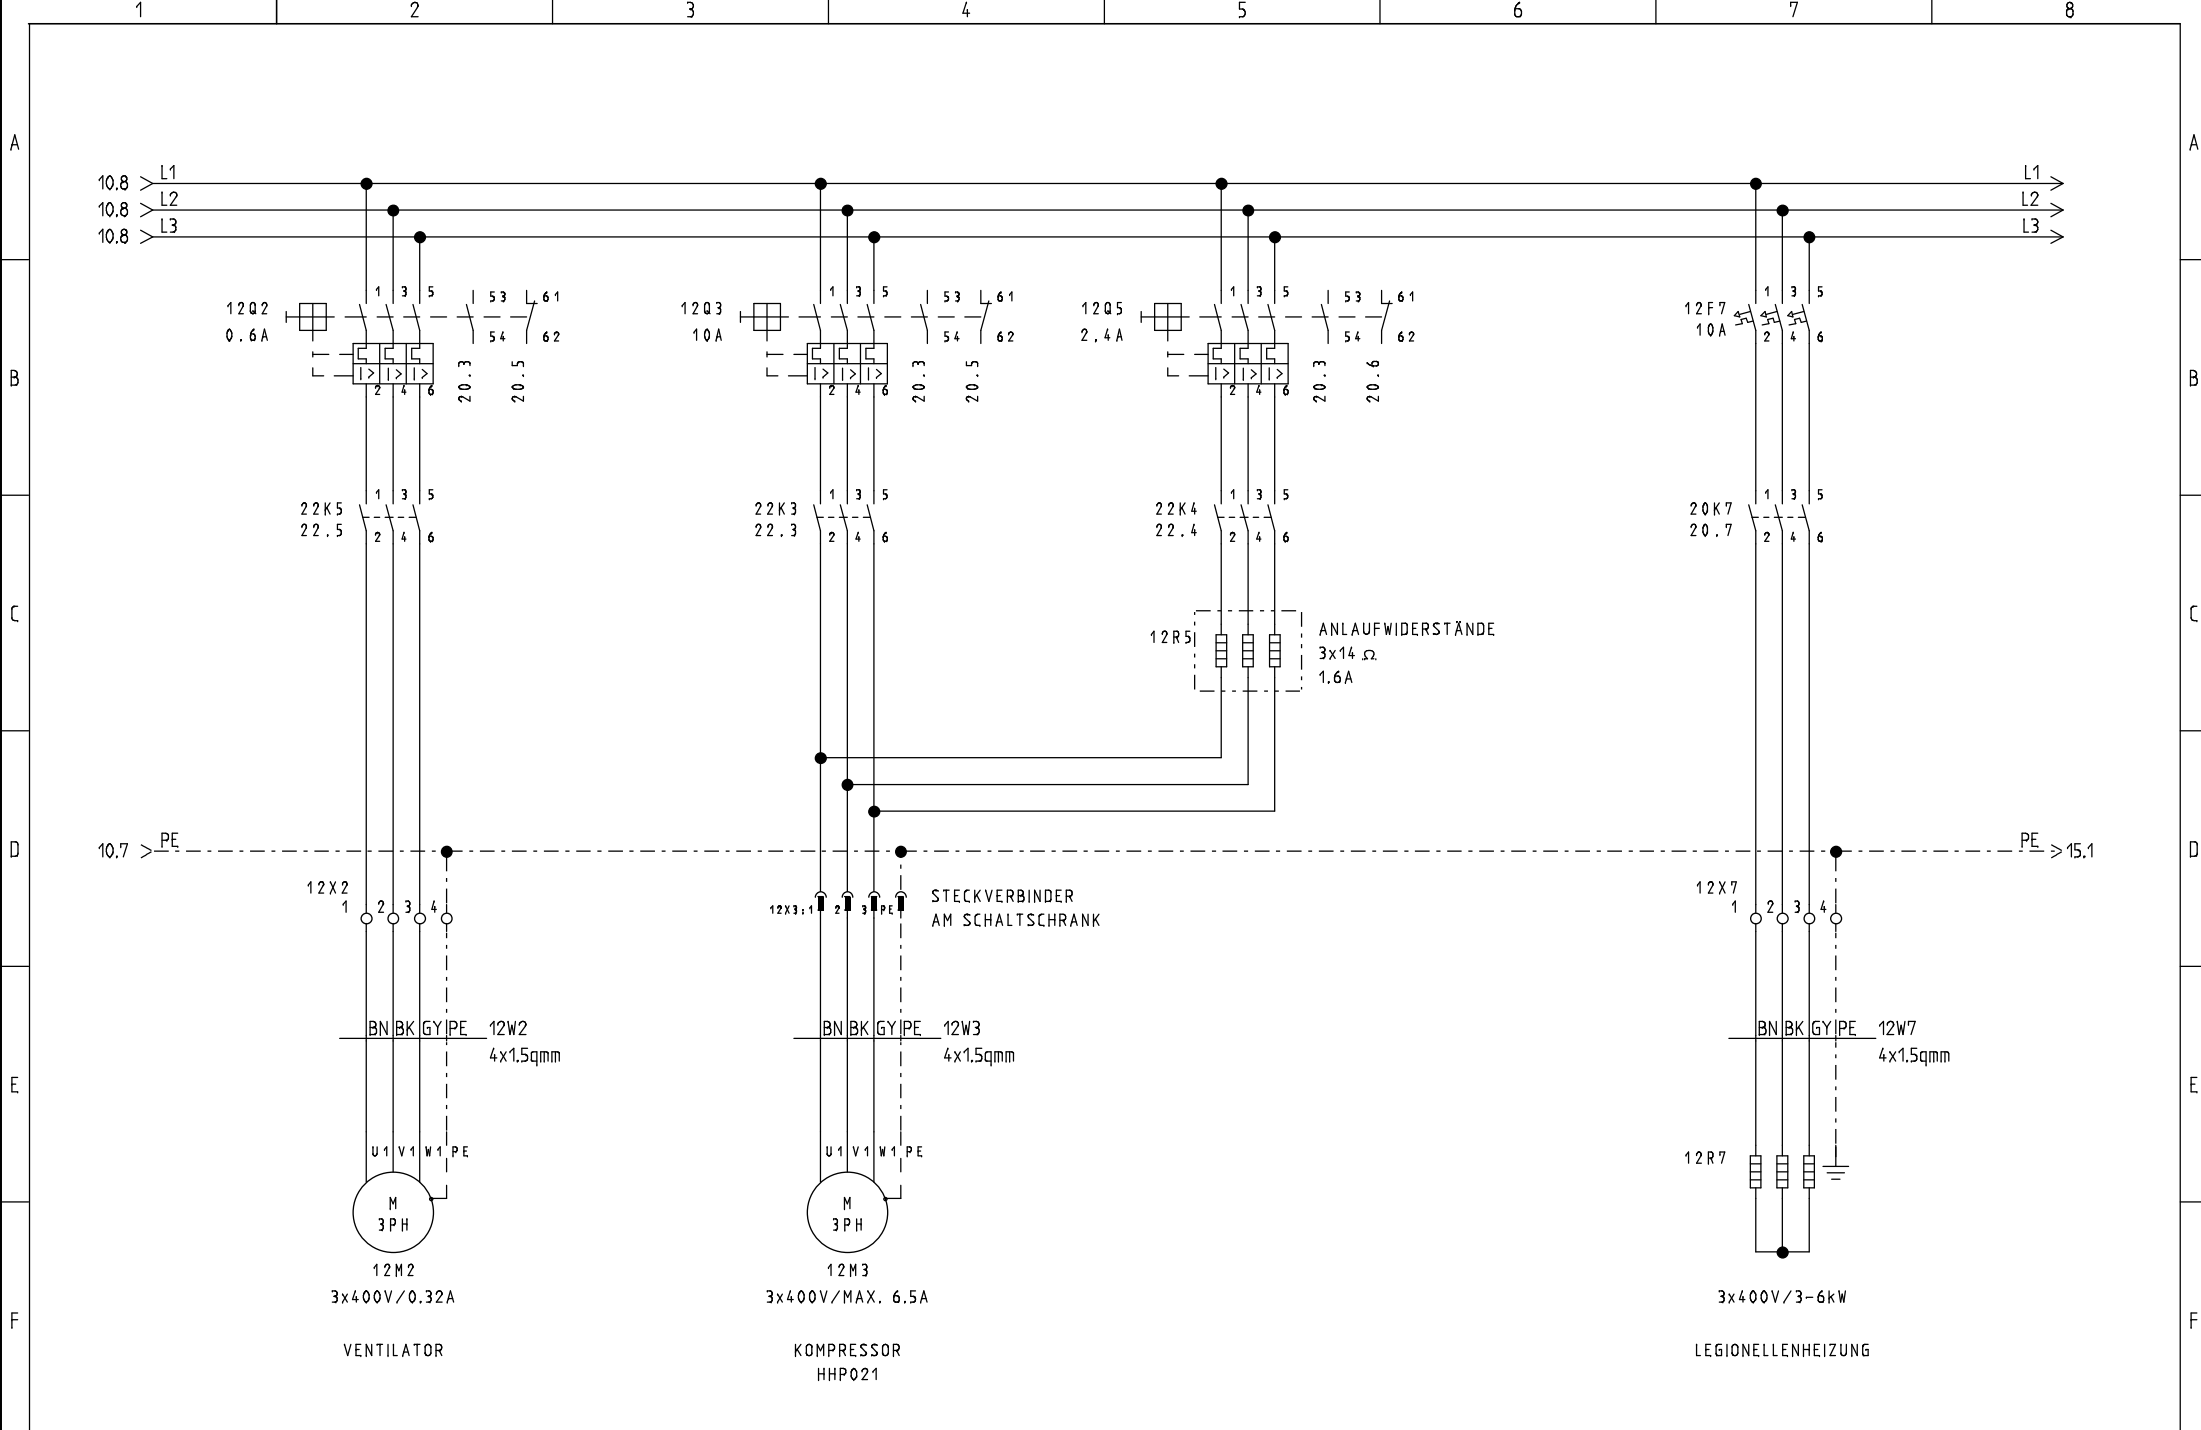 1 2 3 4 5 6 7 8
A A
10.8 L1 L1
10.8 L2 L2
10.8 L3 L3
12Q2 1 3 5 53 61
0.6A 54 62
2 4 6 20.3 20.5
12Q3 1 3 5 53 61
10A 54 62
2 4 6 20.3 20.5
12Q5 1 3 5 53 61
2,4A 54 62
2 4 6 20.3 20.6
12F7 1 3 5
10A 2 4 6
I> I> I> I> I> I> I> I> I>
B B
22K5 1 3 5
22.5 2 4 6
22K3 1 3 5
22.3 2 4 6
22K4 1 3 5
22.4 2 4 6
20K7 1 3 5
20.7 2 4 6
C C
12R5 ANLAUFWIDERSTÄNDE
3x14 Ω
1.6A
D D
10.7 PE PE 15.1
12X2
1 2 3 4
12X3:1 2 3 PE
STECKVERBINDER
AM SCHALTSCHRANK
12X7
1 2 3 4
BN BK GY PE 12W2
4x1.5qmm
BN BK GY PE 12W3
4x1.5qmm
BN BK GY PE 12W7
4x1.5qmm
E E
U1 V1 W1 PE
U1 V1 W1 PE
12R7
M
3PH
M
3PH
12M2
3x400V/0.32A
VENTILATOR
12M3
3x400V/MAX. 6.5A
KOMPRESSOR
HHP021
3x400V/3-6kW
LEGIONELLENHEIZUNG
F F